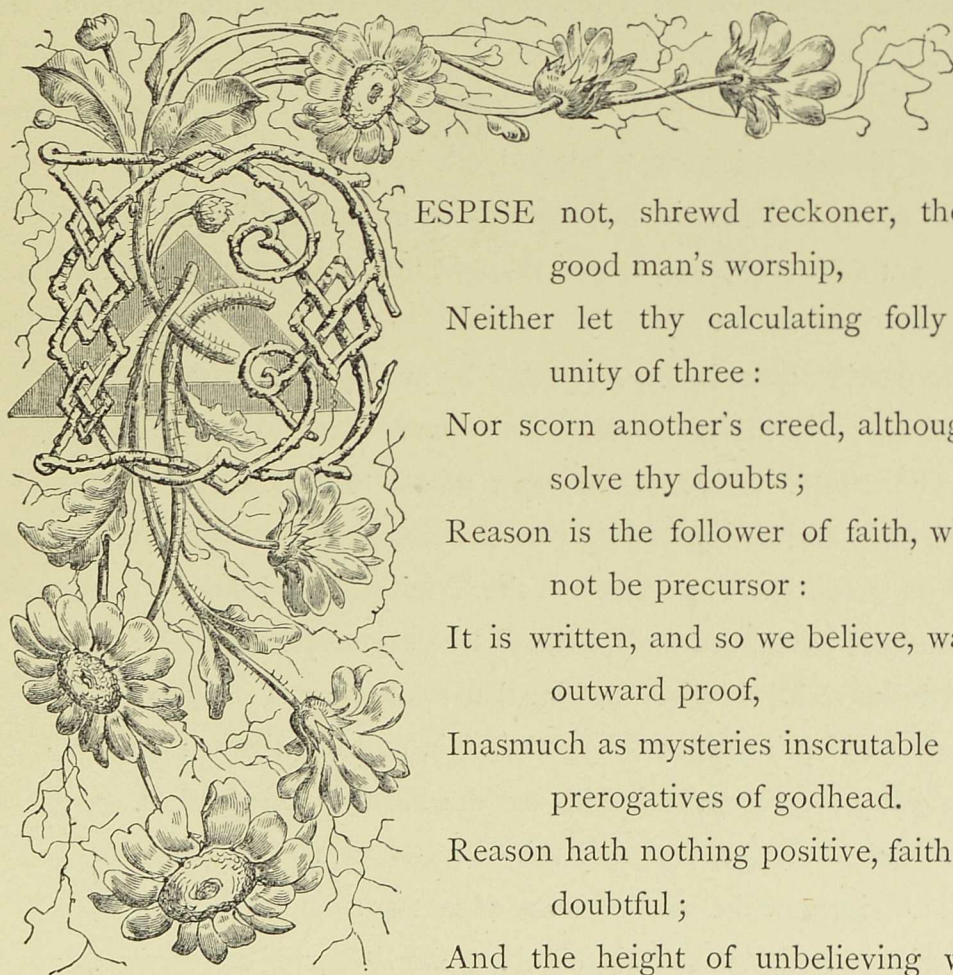 DESPISE not, shrewd reckoner, the
good man's worship,
Neither let thy calculating folly
unity of three :
Nor scorn another's creed, althoug
solve thy doubts ;
Reason is the follower of faith,
not be precursor :
It is written, and so we believe,
outward proof,
Inasmuch as mysteries inscrutable
prerogatives of godhead.
Reason hath nothing positive, faith
doubtful ;
And the height of unbelieving